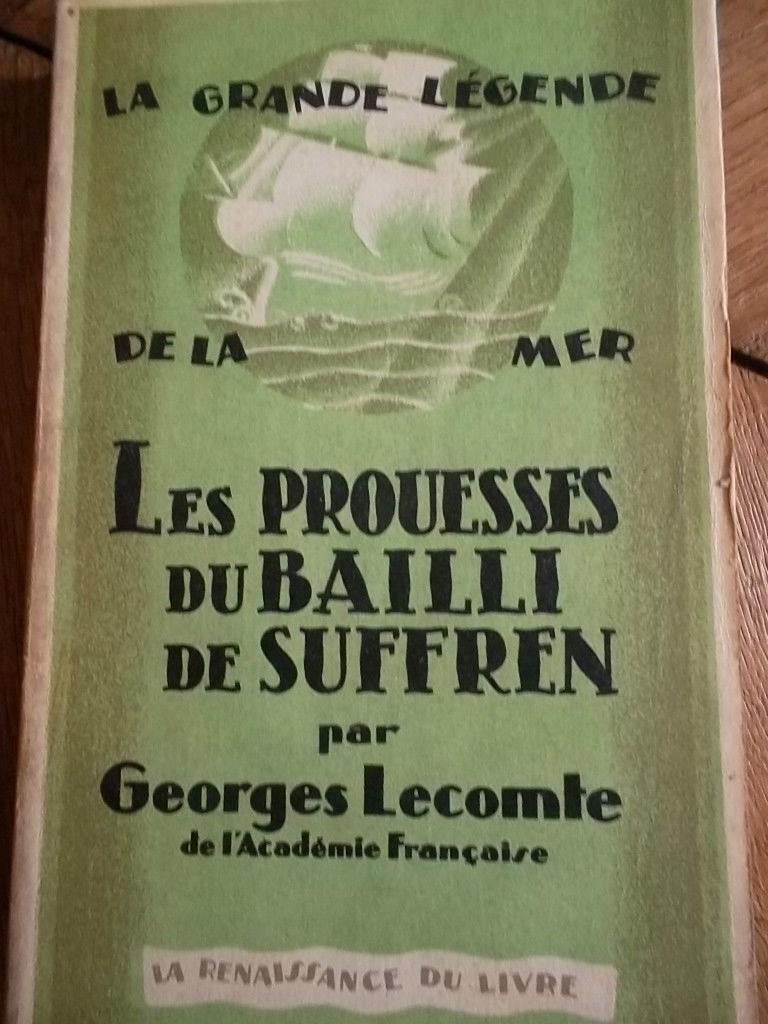 LA GRANDE LÉGENDE
DE LA MER
LES PROUESSES
DU BAILLI
DE SUFFREN
par
Georges Lecomte
de l'Académie Française
LA RENAISSANCE DU LIVRE